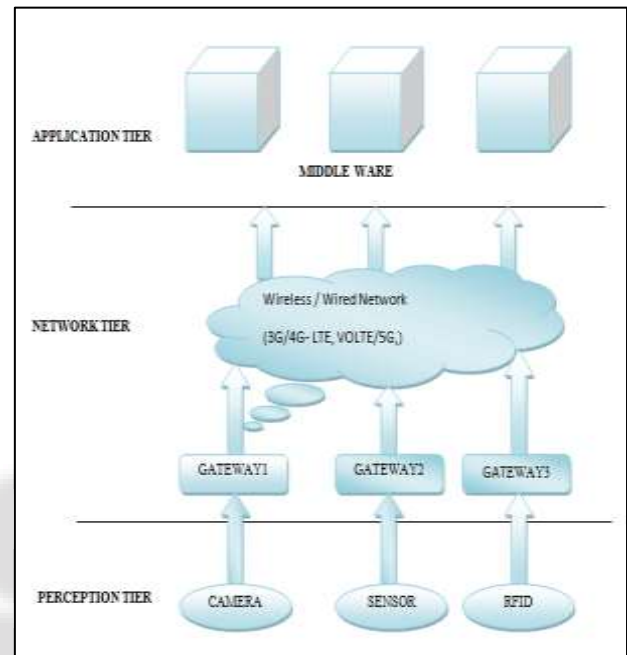 APPLICATION TIER
MIDDLE WARE
Wireless / Wired Network
NETWORK TIER
(3G/4G- LTE, VOLTE/5G,)
GATEWAY1 GATEWAY2 GATEWAY3
PERCEPTION TIER CAMERA SENSOR RFID